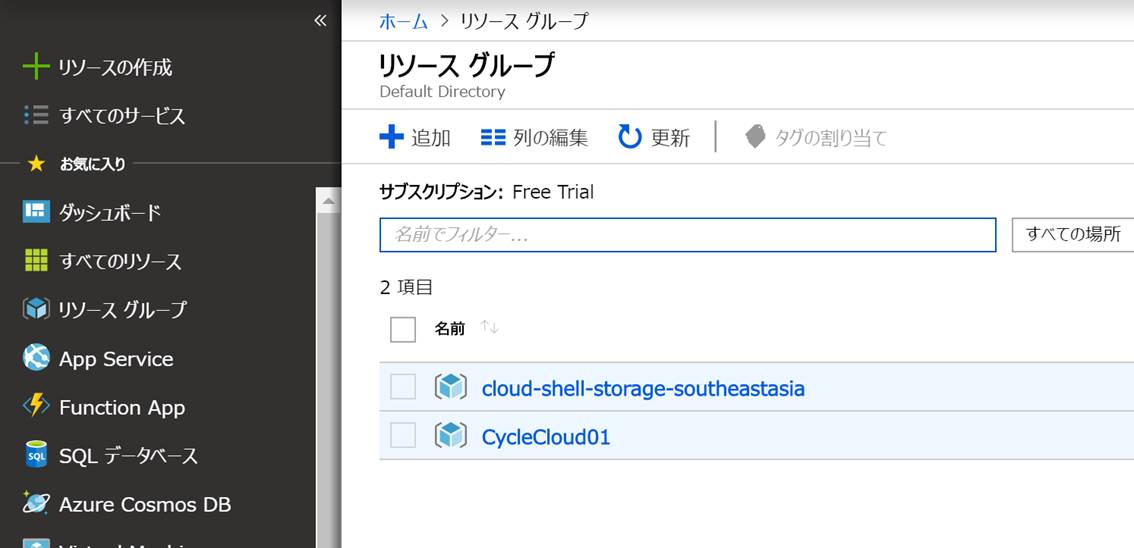 «
リソースの作成
すべてのサービス
お気に入り
ダッシュボード
すべてのリソース
リソース グループ
App Service
Function App
SQL データベース
Azure Cosmos DB
ホーム > リソース グループ
リソース グループ
Default Directory
追加 列の編集 更新 タグの割り当て
サブスクリプション: Free Trial
名前でフィルター... すべての場所
2 項目
名前 ↑↓
cloud-shell-storage-southeastasia
CycleCloud01